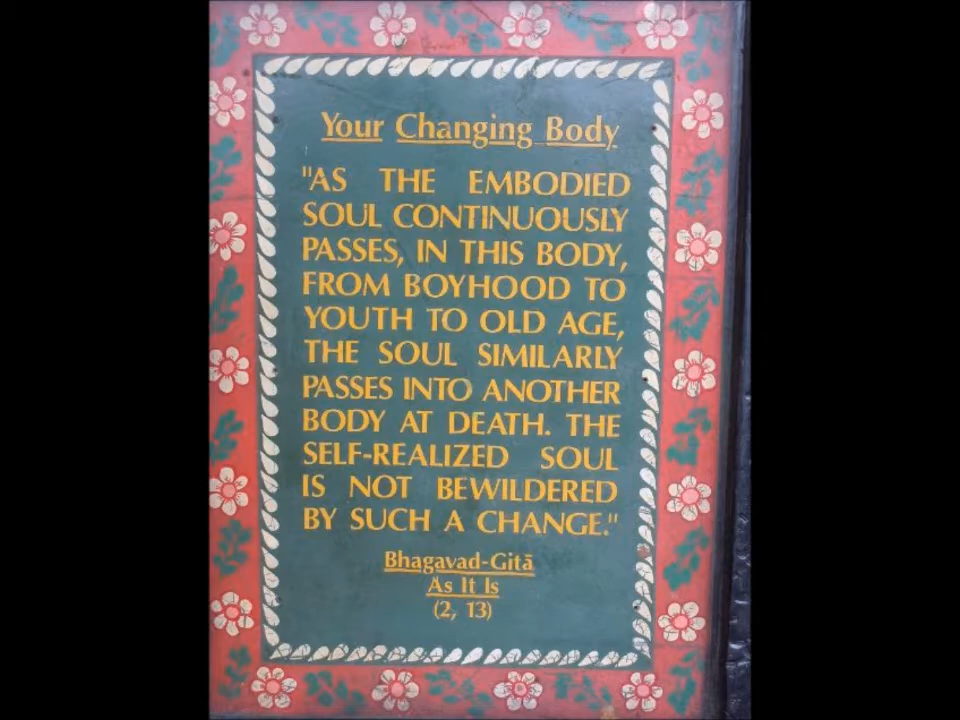 Your Changing Body
"AS THE EMBODIED
SOUL CONTINUOUSLY
PASSES, IN THIS BODY,
FROM BOYHOOD TO
YOUTH TO OLD AGE,
THE SOUL SIMILARLY
PASSES INTO ANOTHER
BODY AT DEATH. THE
SELF-REALIZED SOUL
IS NOT BEWILDERED
BY SUCH A CHANGE."
Bhagavad-Gitā
As It Is
(2, 13)